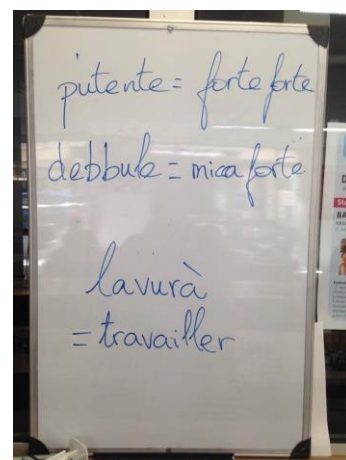 putente = forte forte
debbule = mica forte
lavurà
= travailler